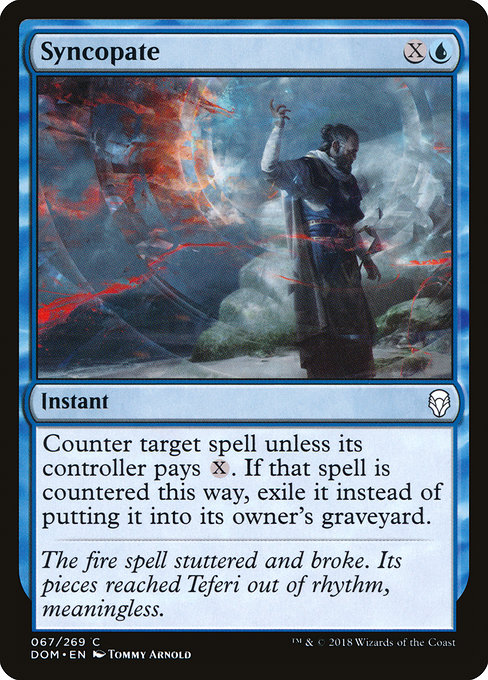 Syncopate X
Instant
Counter target spell unless its
controller pays X. If that spell is
countered this way, exile it instead of
putting it into its owner's graveyard.
The fire spell stuttered and broke. Its
pieces reached Teferi out of rhythm,
meaningless.
067/269 C
™ & © 2018 Wizards of the Coast
DOM • EN Tommy Arnold